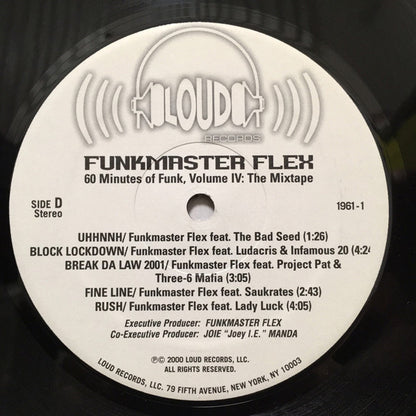 LOUD
RECORDS
FUNKMASTER FLEX
60 Minutes of Funk, Volume IV: The Mixtape
SIDE D
Stereo
1961-1
UHHNNH/ Funkmaster Flex feat. The Bad Seed (1:26)
BLOCK LOCKDOWN/ Funkmaster Flex feat. Ludacris & Infamous 20 (4:24
BREAK DA LAW 2001/ Funkmaster Flex feat. Project Pat &
Three-6 Mafia (3:05)
FINE LINE/ Funkmaster Flex feat. Saukrates (2:43)
RUSH/ Funkmaster Flex feat. Lady Luck (4:05)
Executive Producer: FUNKMASTER FLEX
Co-Executive Producer: JOIE "Joey I.E." MANDA
℗© 2000 LOUD RECORDS, LLC.
ALL RIGHTS RESERVED.
LOUD RECORDS, LLC. 79 FIFTH AVENUE, NEW YORK, NY 10003